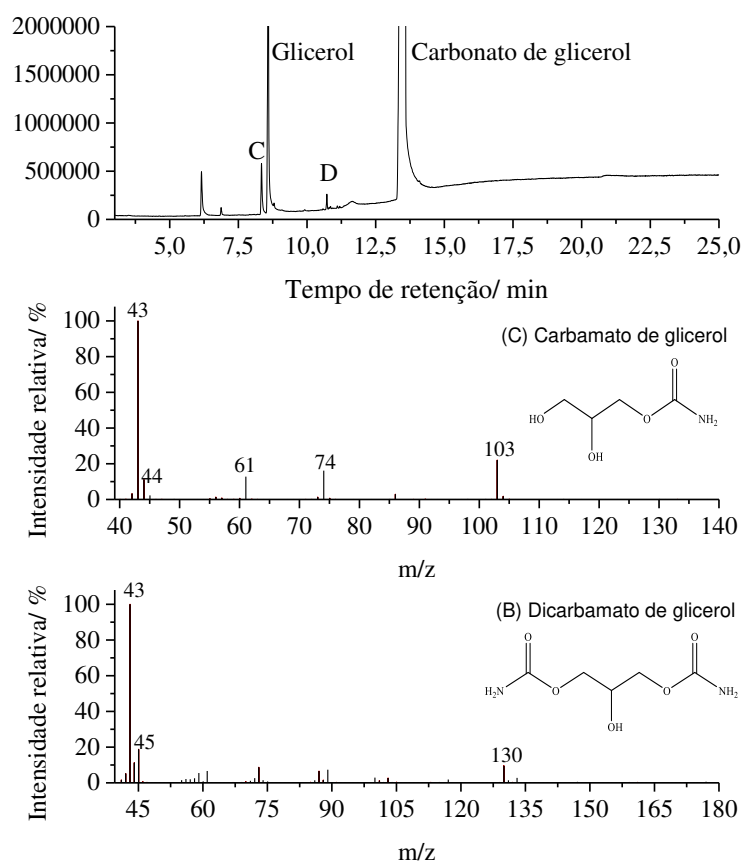 2000000
1500000
1000000
500000
0
Glicerol
Carbonato de glicerol
C
D
5,0 7,5 10,0 12,5 15,0 17,5 20,0 22,5 25,0
Tempo de retenção/ min
Intensidade relativa/ %
100
80
60
40
20
0
43
44
61
74
103
(C) Carbamato de glicerol
O
HO
O
NH2
OH
40 50 60 70 80 90 100 110 120 130 140
m/z
Intensidade relativa/ %
100
80
60
40
20
0
43
45
130
(B) Dicarbamato de glicerol
O O
H2N
O
O
NH2
OH
45 60 75 90 105 120 135 150 165 180
m/z